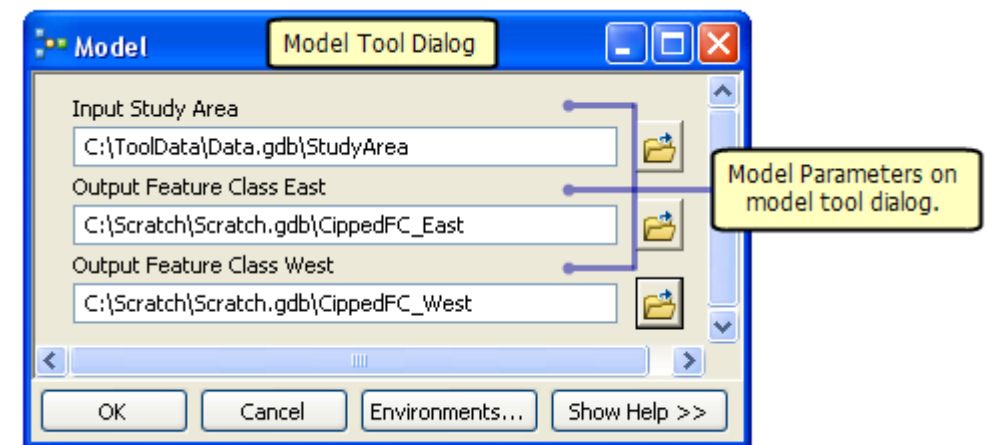 Model
Model Tool Dialog
Input Study Area
C:\ToolData\Data.gdb\StudyArea
Output Feature Class East
C:\Scratch\Scratch.gdb\CippedFC_East
Output Feature Class West
C:\Scratch\Scratch.gdb\CippedFC_West
Model Parameters on
model tool dialog.
OK
Cancel
Environments...
Show Help >>